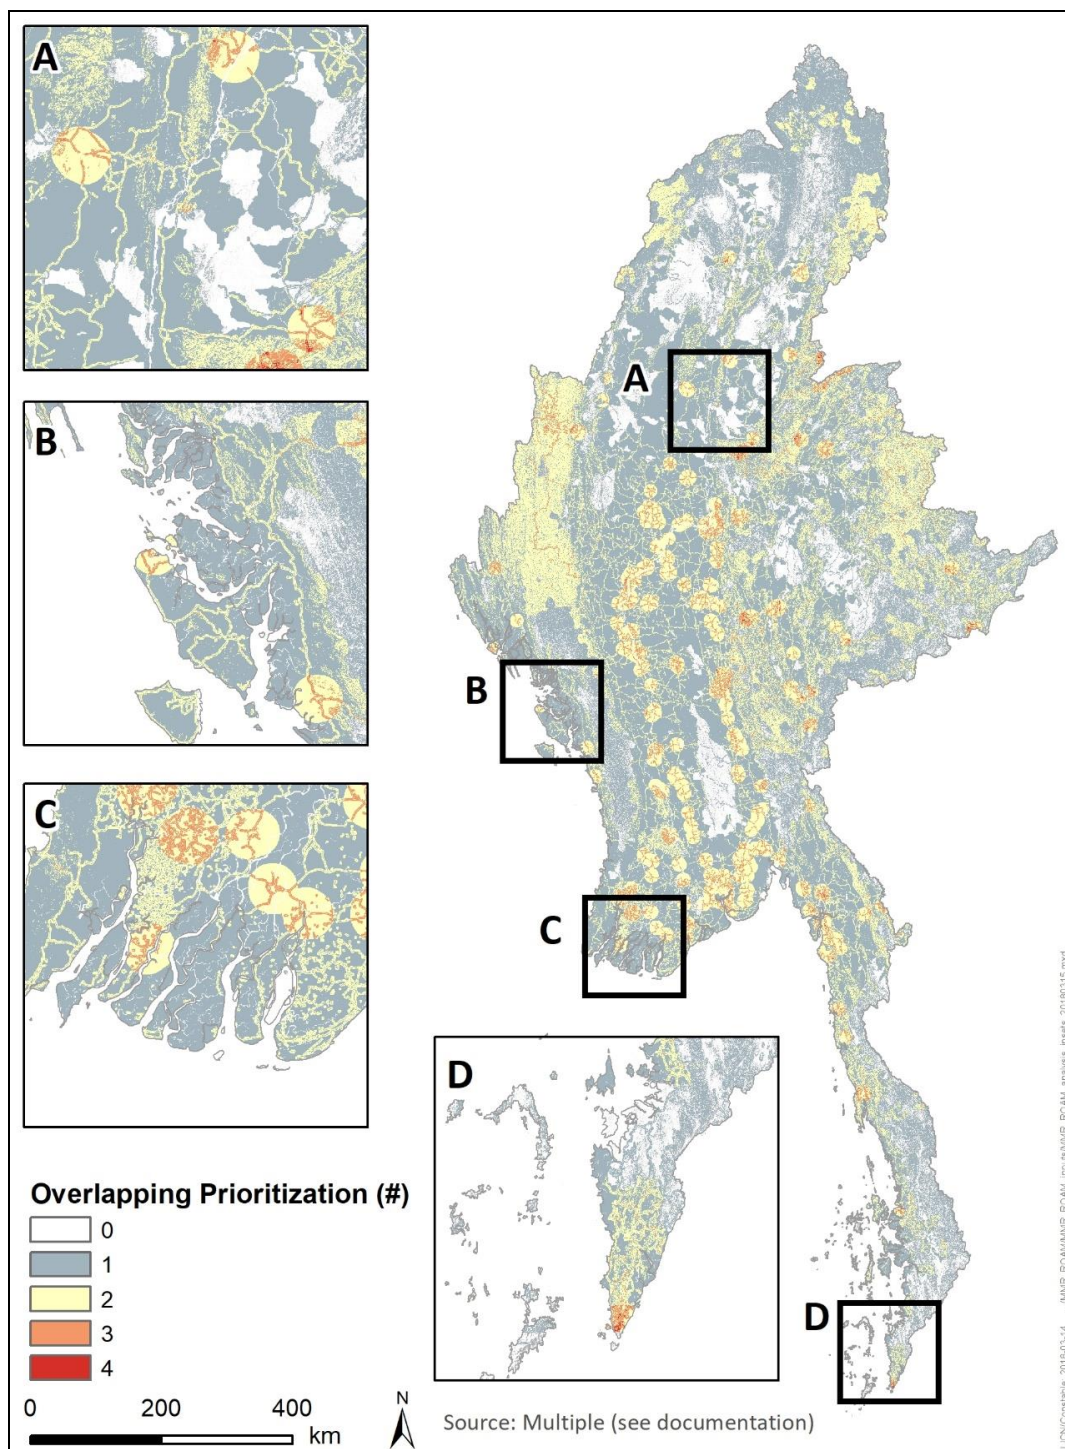 A
B
C
D
A
B
C
D
Overlapping Prioritization (#)
0
1
2
3
4
0 200 400
km
N
Source: Multiple (see documentation)